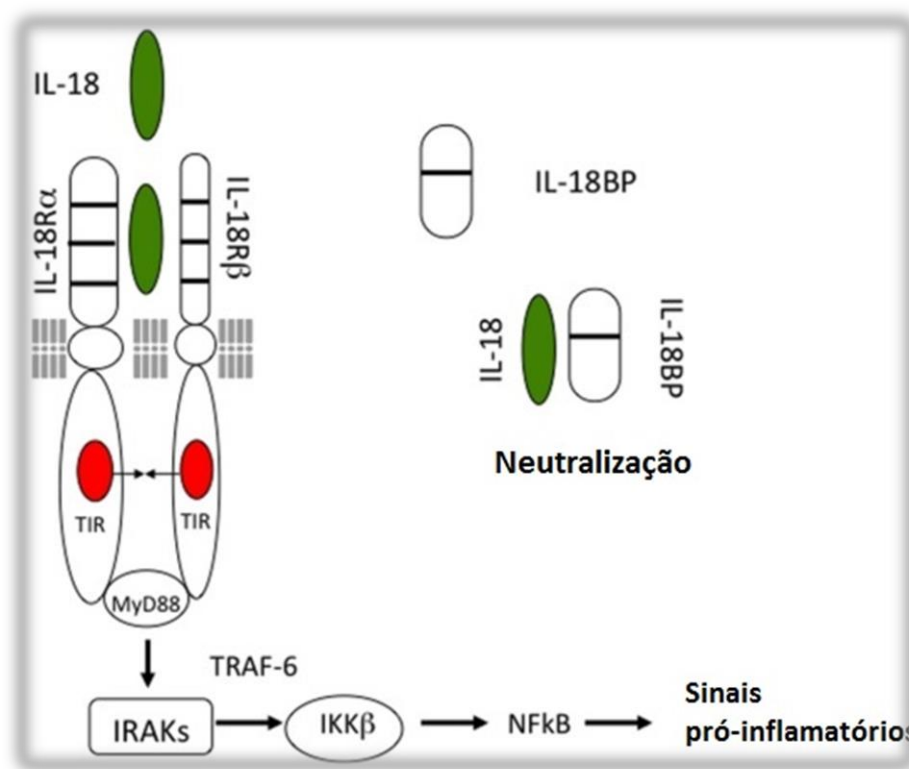 IL-18
IL-18Rα
IL-18Rβ
IL-18BP
IL-18
IL-18BP
Neutralização
TIR
TIR
MyD88
TRAF-6
IRAKs
IKKβ
NFkB
Sinais
pró-inflamatórios